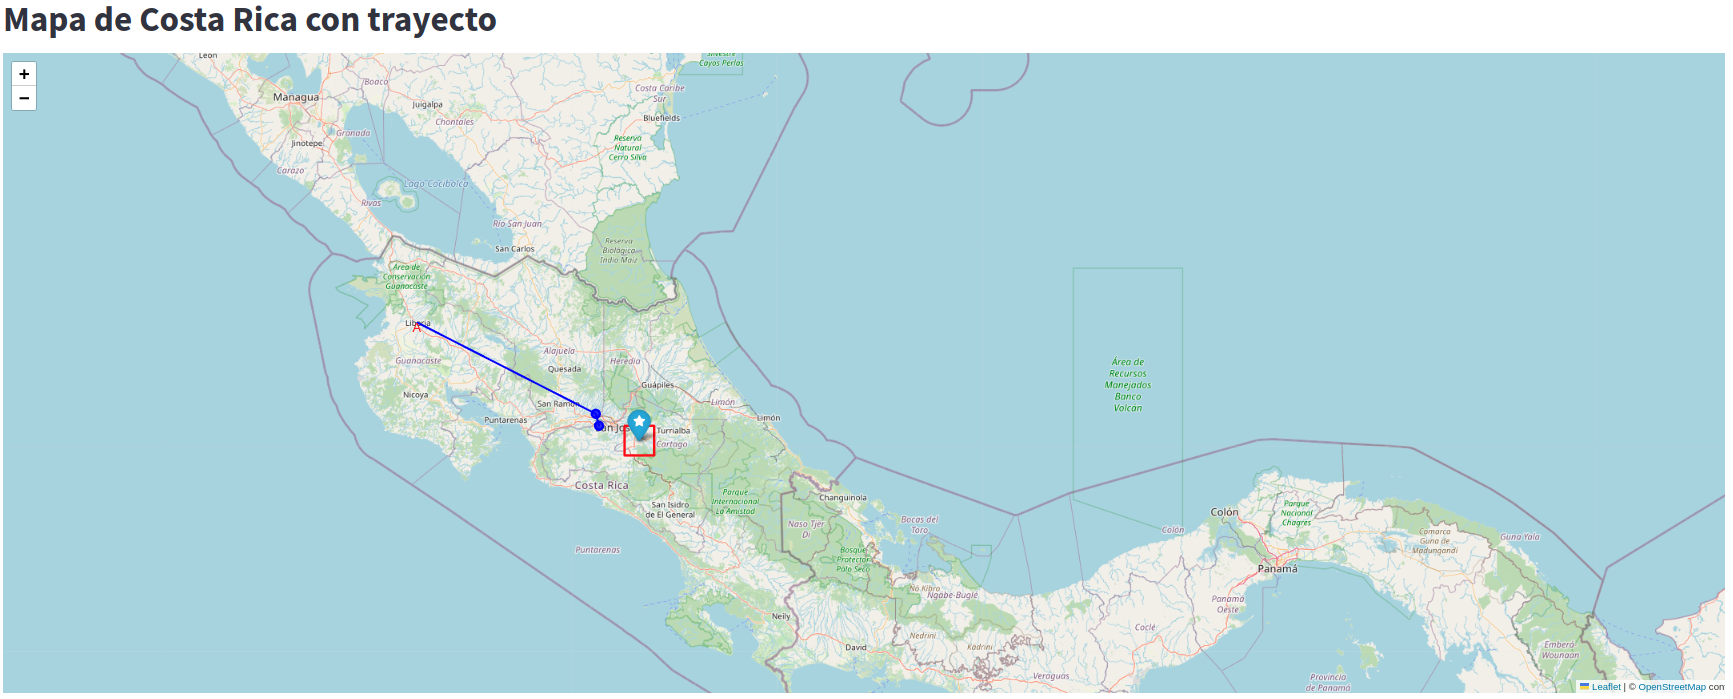 Mapa de Costa Rica con trayecto
+
−
León
Managua
Boaco
Juigalpa
Chontales
Granada
Jinotepe
Carazo
Lago Cocibolca
Rivas
Río San Juan
San Carlos
Silvestre
Cayos Perlas
Costa Caribe
Sur
Bluefields
Reserva
Natural
Cerro Silva
Reserva
Biológica
Indio Maíz
Área de
Conservación
Guanacaste
Liberia
A
Guanacaste
Nicoya
Alajuela
Quesada
Heredia
Guápiles
San Ramón
Puntarenas
Limón
Limón
Turrialba
Cartago
Costa Rica
San Isidro
de El General
Parque
Internacional
La Amistad
Puntarenas
Naso Tjër
Di
Changuinola
Bocas del
Toro
Bosque
Protector
Palo Seco
No Kribo
Ngäbe-Buglé
Neily
David
Nedrini
Kädriri
Veraguas
Coclé
Área de
Recursos
Manejados
Banco
Volcán
Colón
Colón
Parque
Nacional
Chagres
Panamá
Panamá
Oeste
Comarca
Guna de
Madungandí
Guna Yala
Emberá-
Wounaan
Provincia
de Panamá
Leaflet | © OpenStreetMap con